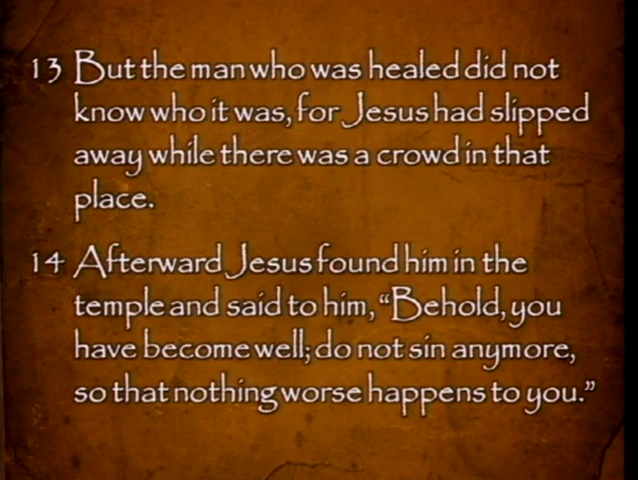 13 But the man who was healed did not
know who it was, for Jesus had slipped
away while there was a crowd in that
place.
14 Afterward Jesus found him in the
temple and said to him, “Behold, you
have become well; do not sin anymore,
so that nothing worse happens to you.”